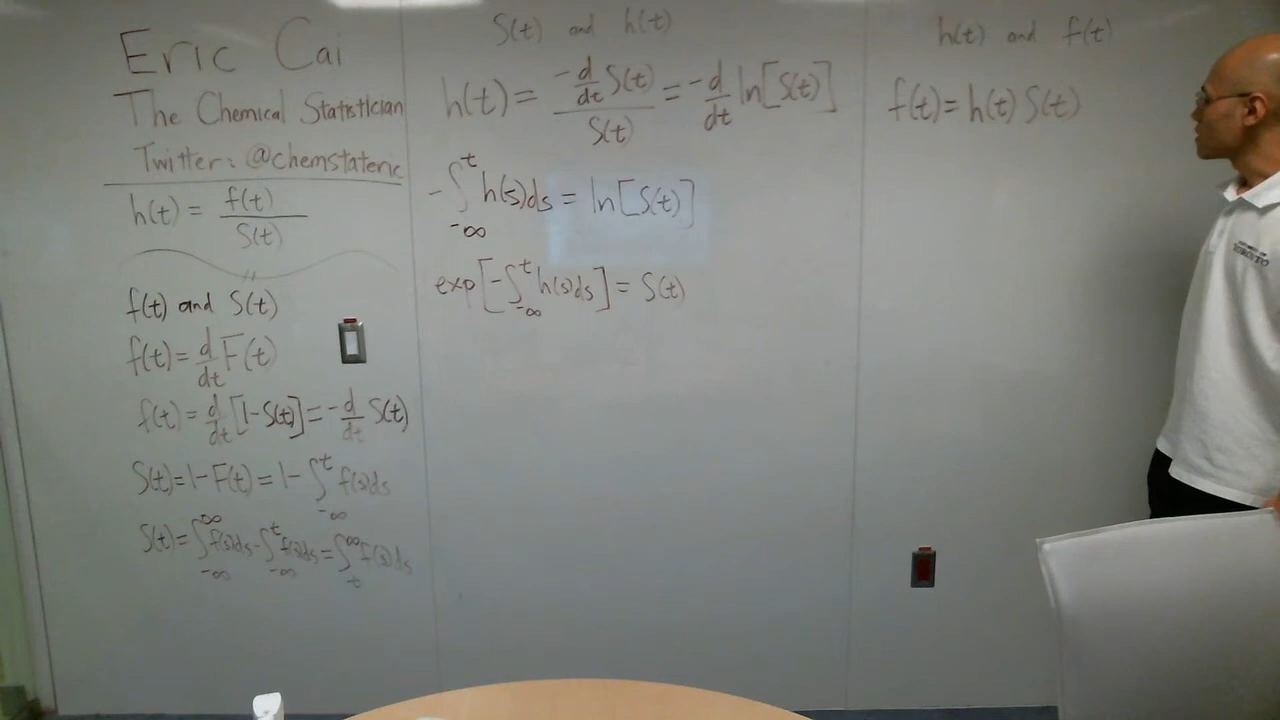 Eric Cai
The Chemical Statistician
Twitter: @chemstateric
h(t) = f(t) / S(t)
f(t) and S(t)
f(t) = d/dt F(t)
f(t) = d/dt [1-S(t)] = -d/dt S(t)
S(t) = 1-F(t) = 1- ∫_{-∞}^{t} f(s)ds
S(t) = ∫_{-∞}^{∞} f(s)ds - ∫_{-∞}^{t} f(s)ds = ∫_{t}^{∞} f(s)ds
S(t) and h(t)
h(t) = (-d/dt S(t)) / S(t) = -d/dt ln[S(t)]
-∫_{-∞}^{t} h(s)ds = ln[S(t)]
exp[-∫_{-∞}^{t} h(s)ds] = S(t)
h(t) and f(t)
f(t) = h(t) S(t)